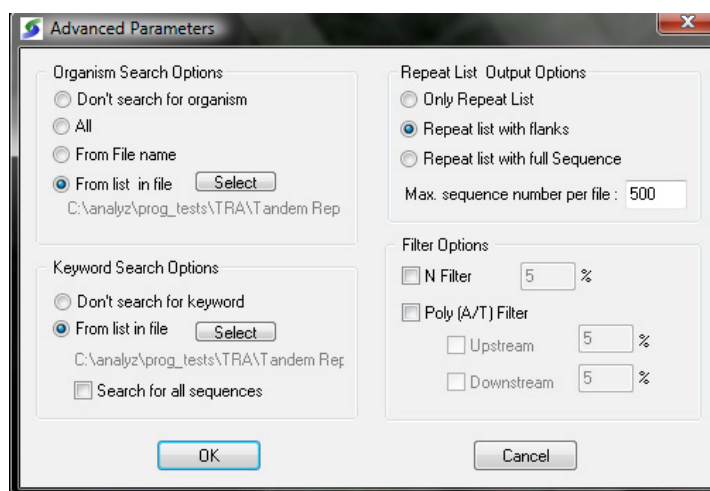 Advanced Parameters
Organism Search Options
Don't search for organism
All
From File name
From list in file Select
C:\analyz\prog_tests\TRA\Tandem Rep
Keyword Search Options
Don't search for keyword
From list in file Select
C:\analyz\prog_tests\TRA\Tandem Rep
Search for all sequences
Repeat List Output Options
Only Repeat List
Repeat list with flanks
Repeat list with full Sequence
Max. sequence number per file : 500
Filter Options
N Filter 5 %
Poly (A/T) Filter
Upstream 5 %
Downstream 5 %
OK
Cancel